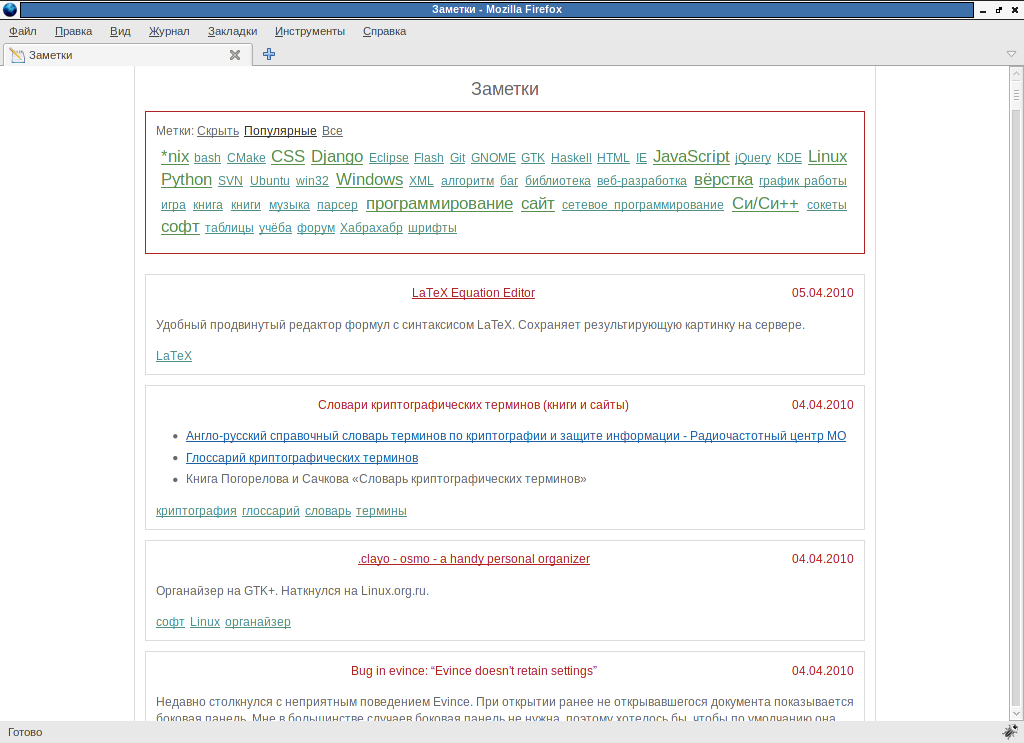 Заметки - Mozilla Firefox
Файл Правка Вид Журнал Закладки Инструменты Справка
Заметки
Заметки
Метки: Скрыть Популярные Все
*nix bash CMake CSS Django Eclipse Flash Git GNOME GTK Haskell HTML IE JavaScript jQuery KDE Linux
Python SVN Ubuntu win32 Windows XML алгоритм баг библиотека веб-разработка вёрстка график работы
игра книга книги музыка парсер программирование сайт сетевое программирование Си/Си++ сокеты
софт таблицы учёба форум Хабрахабр шрифты
LaTeX Equation Editor 05.04.2010
Удобный продвинутый редактор формул с синтаксисом LaTeX. Сохраняет результирующую картинку на сервере.
LaTeX
Словари криптографических терминов (книги и сайты) 04.04.2010
• Англо-русский справочный словарь терминов по криптографии и защите информации - Радиочастотный центр МО
• Глоссарий криптографических терминов
• Книга Погорелова и Сачкова «Словарь криптографических терминов»
криптография глоссарий словарь термины
.clayo - osmo - a handy personal organizer 04.04.2010
Органайзер на GTK+. Наткнулся на Linux.org.ru.
софт Linux органайзер
Bug in evince: “Evince doesn't retain settings” 04.04.2010
Недавно столкнулся с неприятным поведением Evince. При открытии ранее не открывавшегося документа показывается
боковая панель. Мне в большинстве случаев боковая панель не нужна, поэтому хотелось бы, чтобы по умолчанию она
Готово